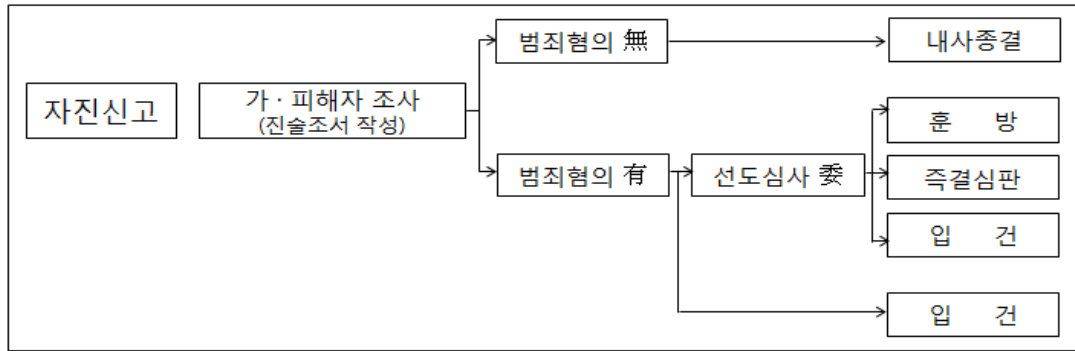 자진신고
가 · 피해자 조사
(진술조서 작성)
범죄혐의 無
내사종결
범죄혐의 有
선도심사 委
훈 방
즉결심판
입 건
입 건